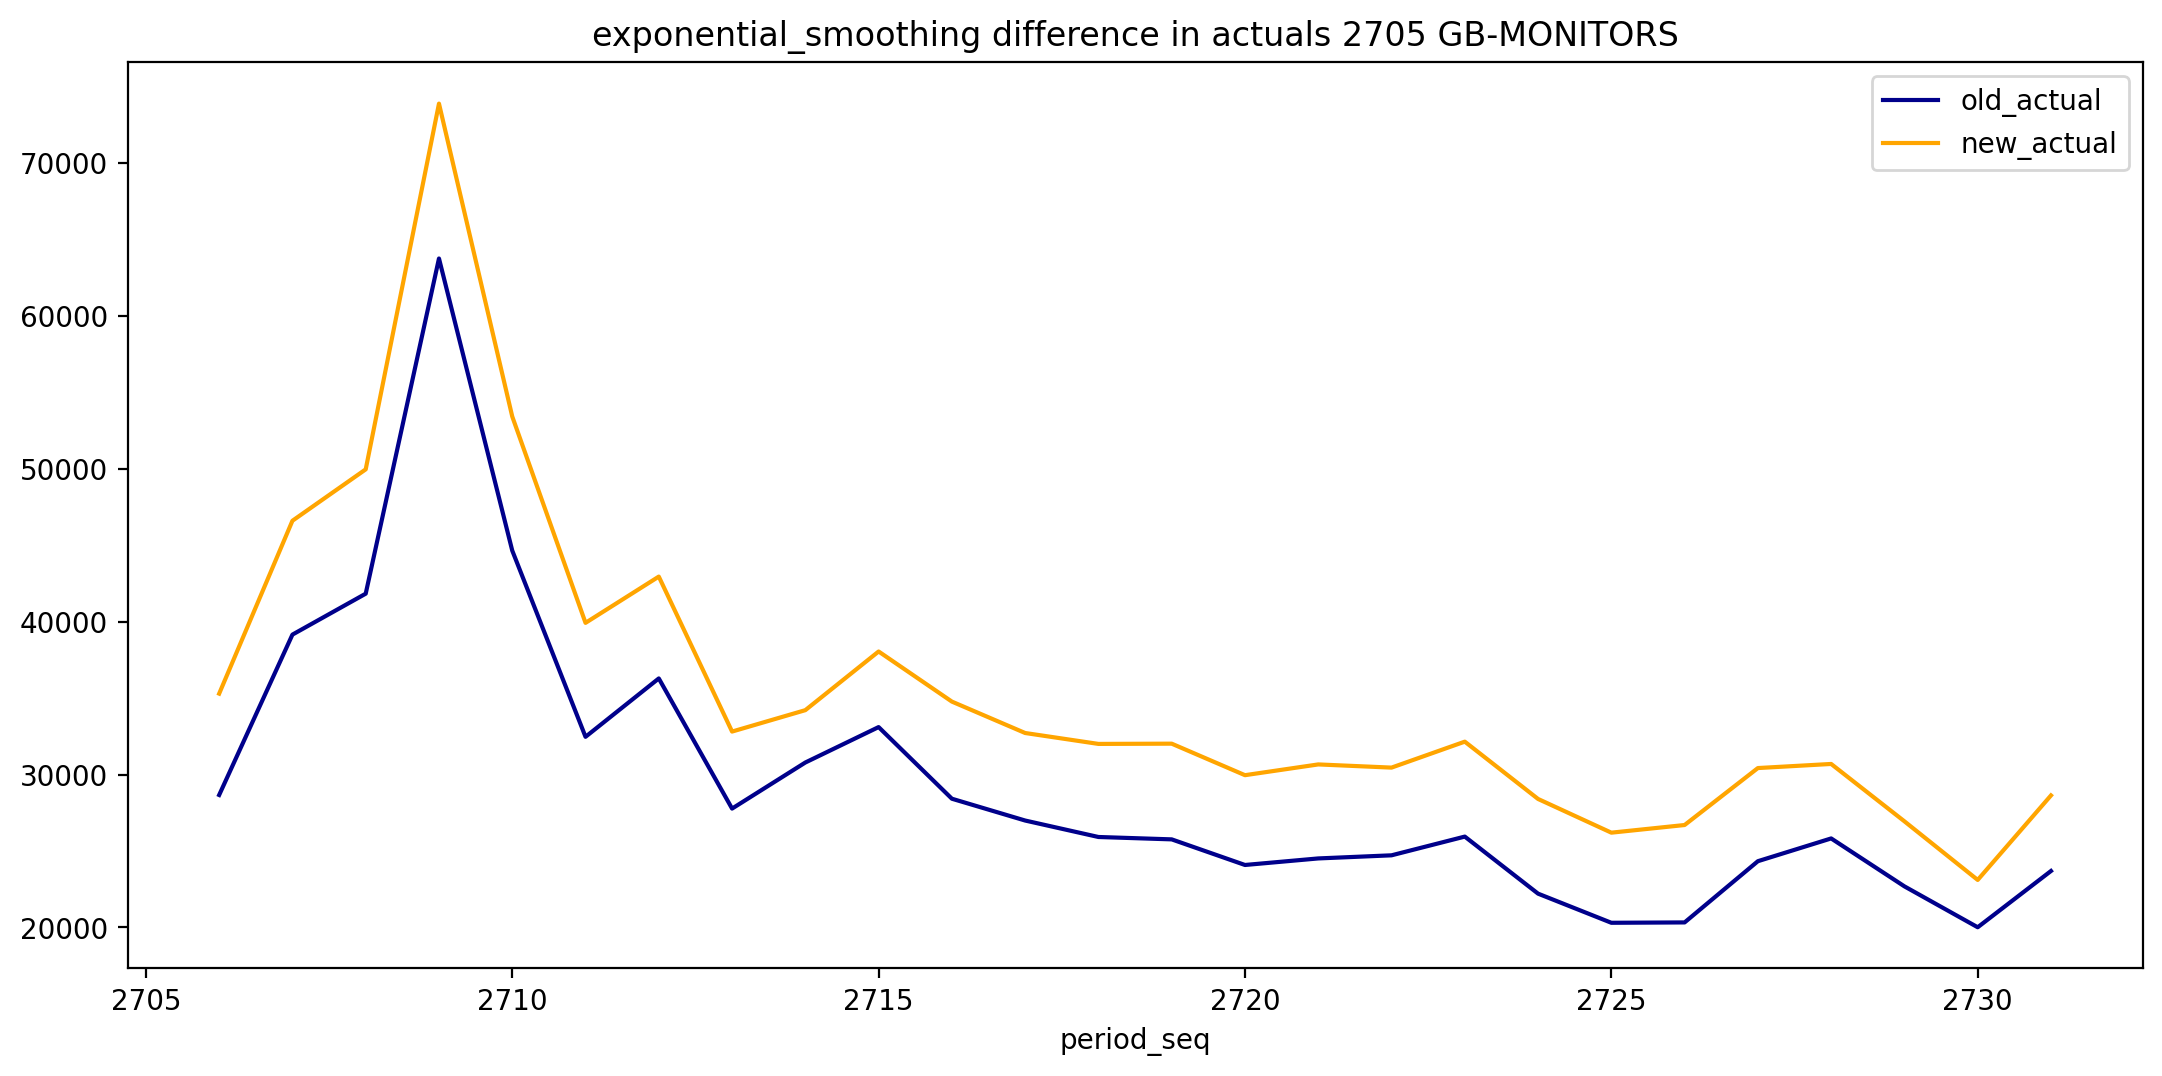 exponential_smoothing difference in actuals 2705 GB-MONITORS
old_actual
new_actual
70000
60000
50000
40000
30000
20000
2705 2710 2715 2720 2725 2730
period_seq